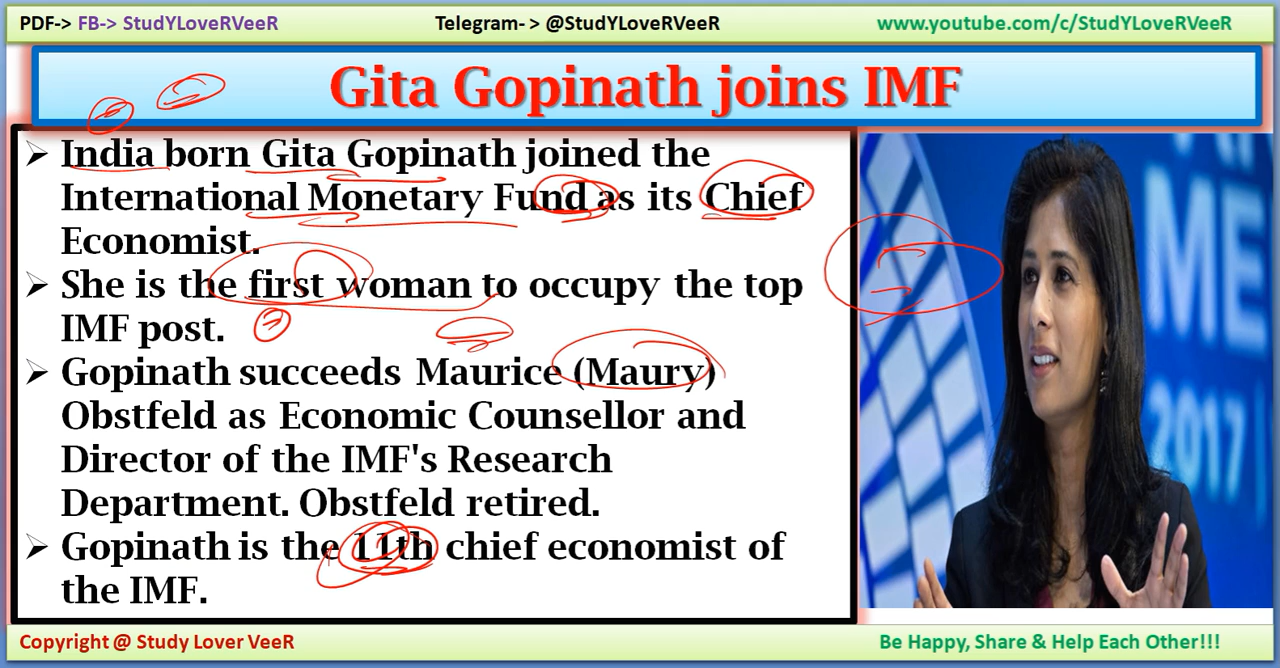 PDF-> FB-> StudYLoveRVeeR Telegram- > @StudYLoveRVeeR www.youtube.com/c/StudYLoveRVeeR
Gita Gopinath joins IMF
➢ India born Gita Gopinath joined the
International Monetary Fund as its Chief
Economist.
➢ She is the first woman to occupy the top
IMF post.
➢ Gopinath succeeds Maurice (Maury)
Obstfeld as Economic Counsellor and
Director of the IMF's Research
Department. Obstfeld retired.
➢ Gopinath is the 11th chief economist of
the IMF.
ME
2017
Copyright @ Study Lover VeeR Be Happy, Share & Help Each Other!!!